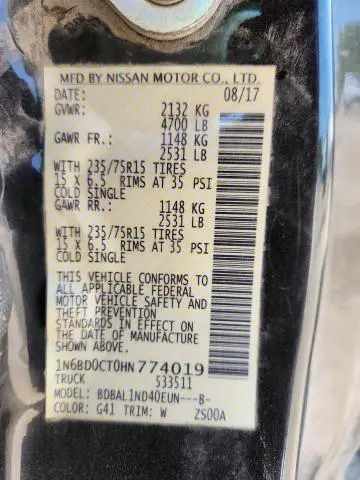 MFD BY NISSAN MOTOR CO., LTD.
DATE: 08/17
GVWR: 2132 KG
4700 LB
GAWR FR.: 1148 KG
2531 LB
WITH 235/75R15 TIRES
15 X 6.5 RIMS AT 35 PSI
COLD SINGLE
GAWR RR.: 1148 KG
2531 LB
WITH 235/75R15 TIRES
15 X 6.5 RIMS AT 35 PSI
COLD SINGLE
THIS VEHICLE CONFORMS TO
ALL APPLICABLE FEDERAL
MOTOR VEHICLE SAFETY AND
THEFT PREVENTION
STANDARDS IN EFFECT ON
THE DATE OF MANUFACTURE
SHOWN ABOVE.
1N6BD0CT0HN774019
TRUCK 533511
MODEL: BDBAL1ND40EUN---B-
COLOR: G41 TRIM: W ZS00A